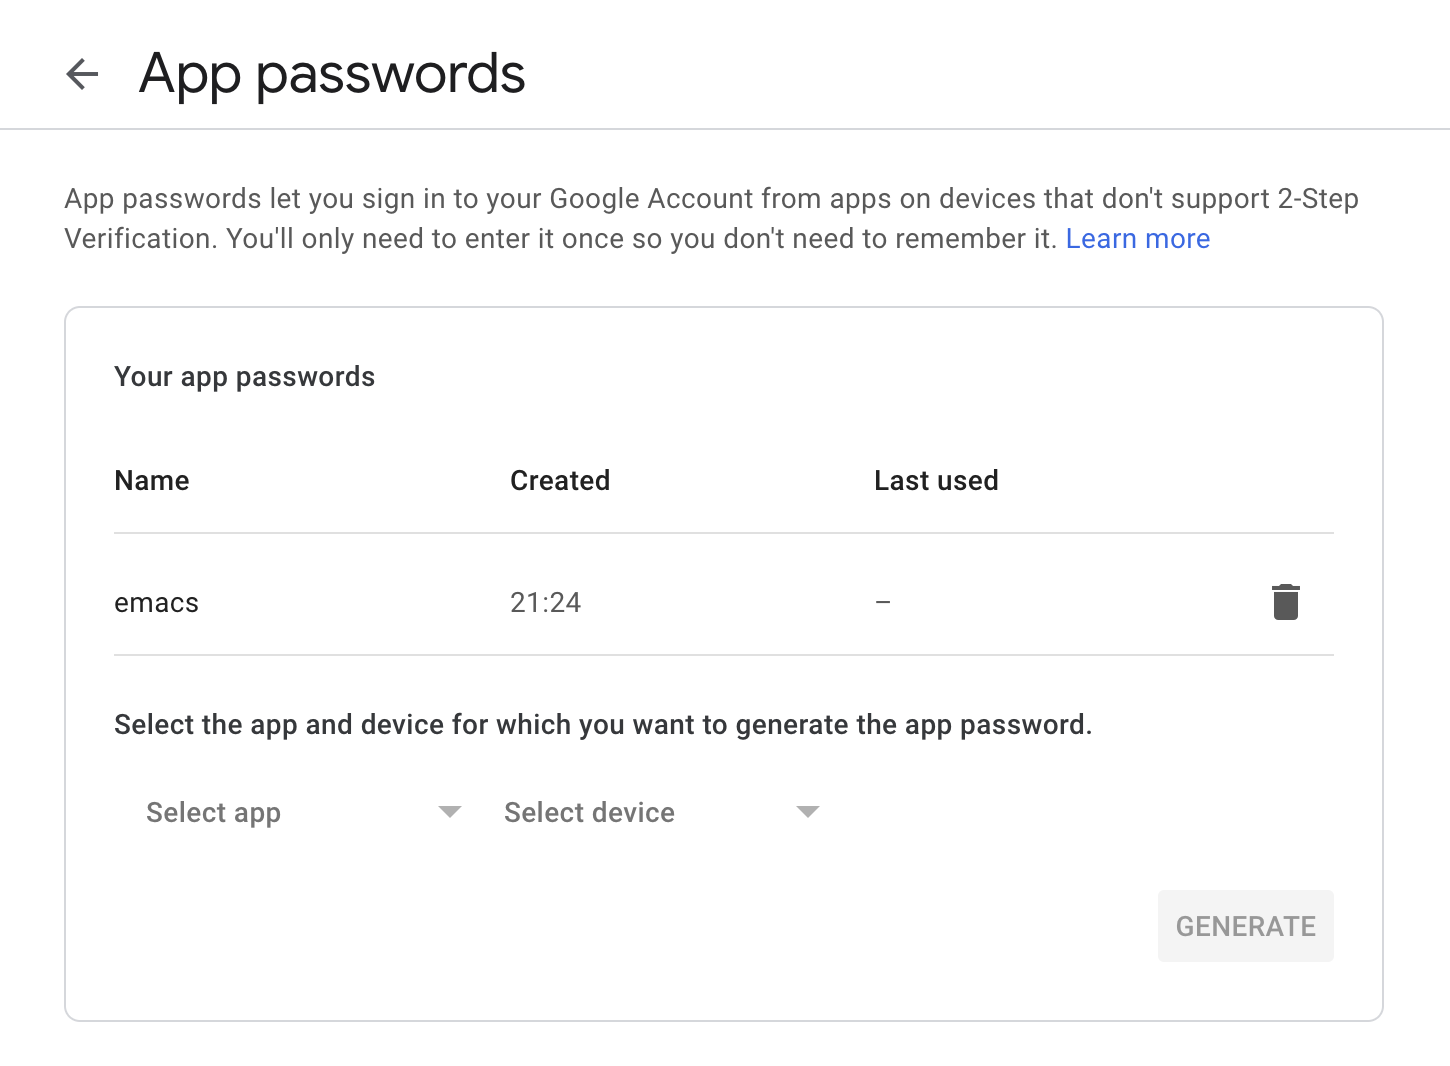 App passwords
App passwords let you sign in to your Google Account from apps on devices that don't support 2-Step
Verification. You'll only need to enter it once so you don't need to remember it. Learn more
Your app passwords
Name Created Last used
emacs 21:24 –
Select the app and device for which you want to generate the app password.
Select app Select device
GENERATE